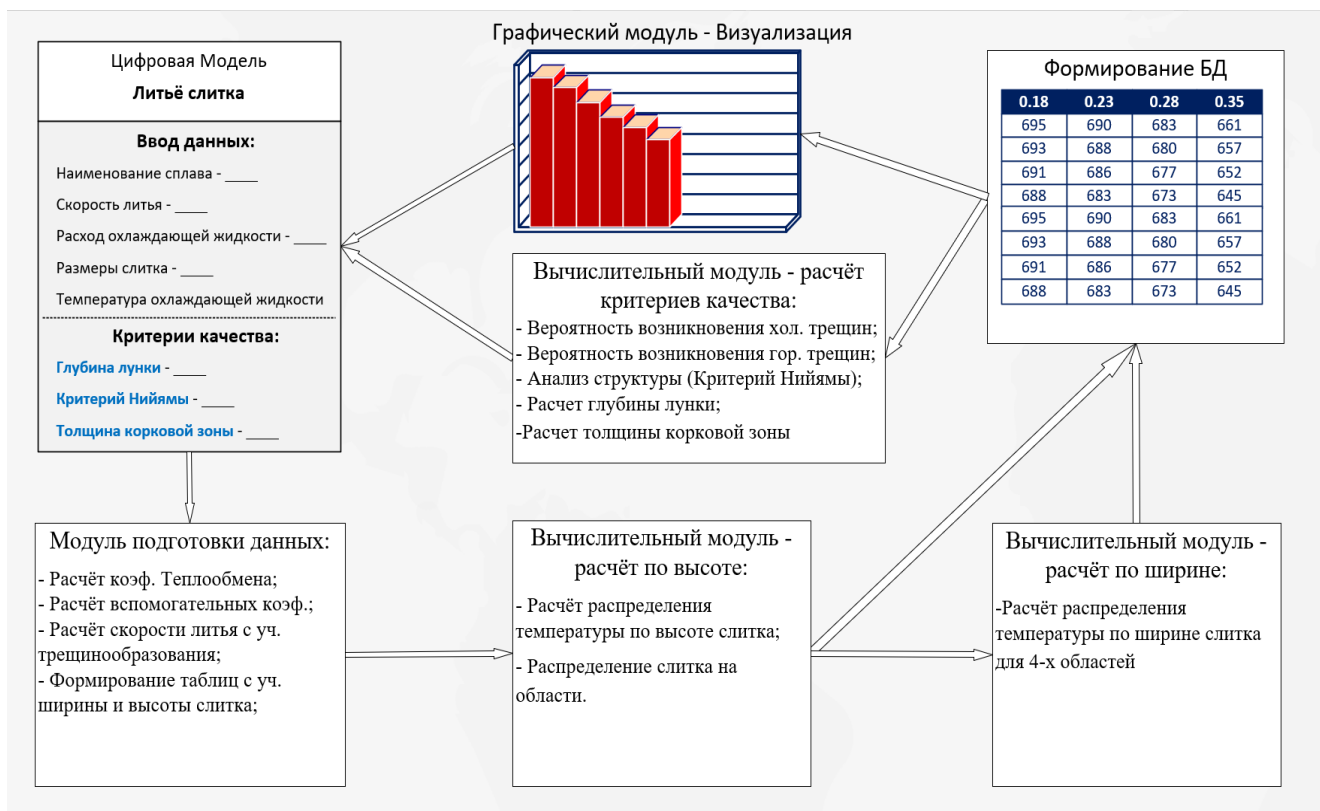 Графический модуль - Визуализация
Цифровая Модель
Литьё слитка
Ввод данных:
Наименование сплава - ____
Скорость литья - ____
Расход охлаждающей жидкости - ____
Размеры слитка - ____
Температура охлаждающей жидкости
Критерии качества:
Глубина лунки - ____
Критерий Нийямы - ____
Толщина корковой зоны - ____
Формирование БД
0.18 0.23 0.28 0.35
695 690 683 661
693 688 680 657
691 686 677 652
688 683 673 645
695 690 683 661
693 688 680 657
691 686 677 652
688 683 673 645
Вычислительный модуль - расчёт
критериев качества:
- Вероятность возникновения хол. трещин;
- Вероятность возникновения гор. трещин;
- Анализ структуры (Критерий Нийямы);
- Расчет глубины лунки;
-Расчет толщины корковой зоны
Модуль подготовки данных:
- Расчёт коэф. Теплообмена;
- Расчёт вспомогательных коэф.;
- Расчёт скорости литья с уч.
трещинообразования;
- Формирование таблиц с уч.
ширины и высоты слитка;
Вычислительный модуль -
расчёт по высоте:
- Расчёт распределения
температуры по высоте слитка;
- Распределение слитка на
области.
Вычислительный модуль -
расчёт по ширине:
-Расчёт распределения
температуры по ширине слитка
для 4-х областей